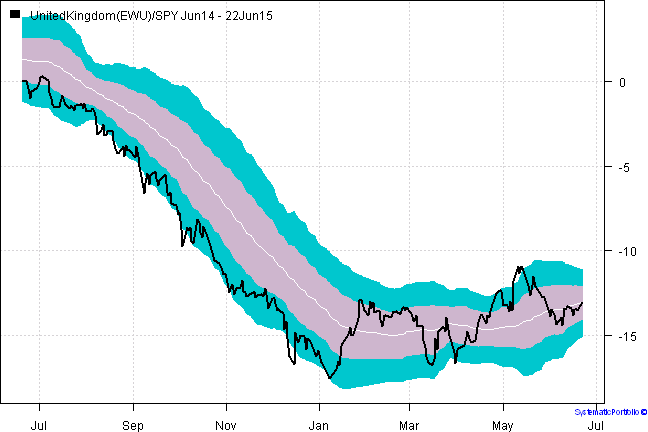 UnitedKingdom(EWU)/SPY Jun14 - 22Jun15
0
-5
-10
-15
SystematicPortfolio ©
Jul Sep Nov Jan Mar May Jul